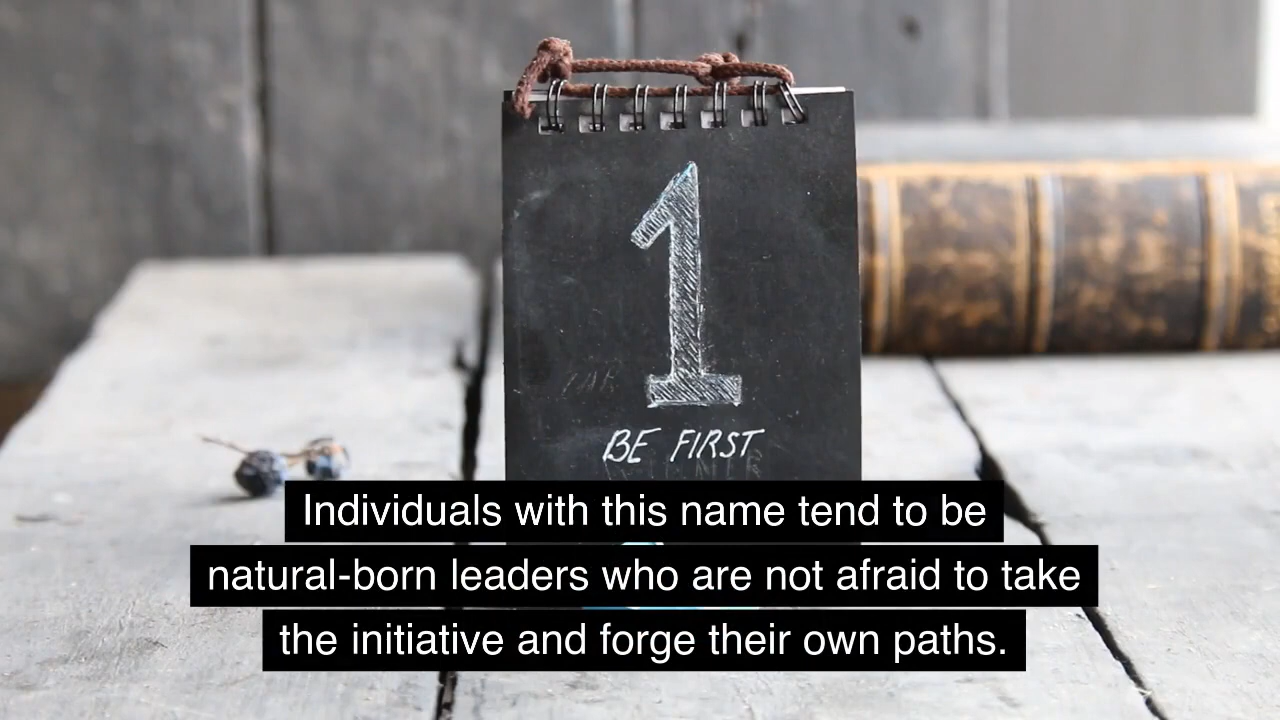 1
BE FIRST
Individuals with this name tend to be
natural-born leaders who are not afraid to take
the initiative and forge their own paths.